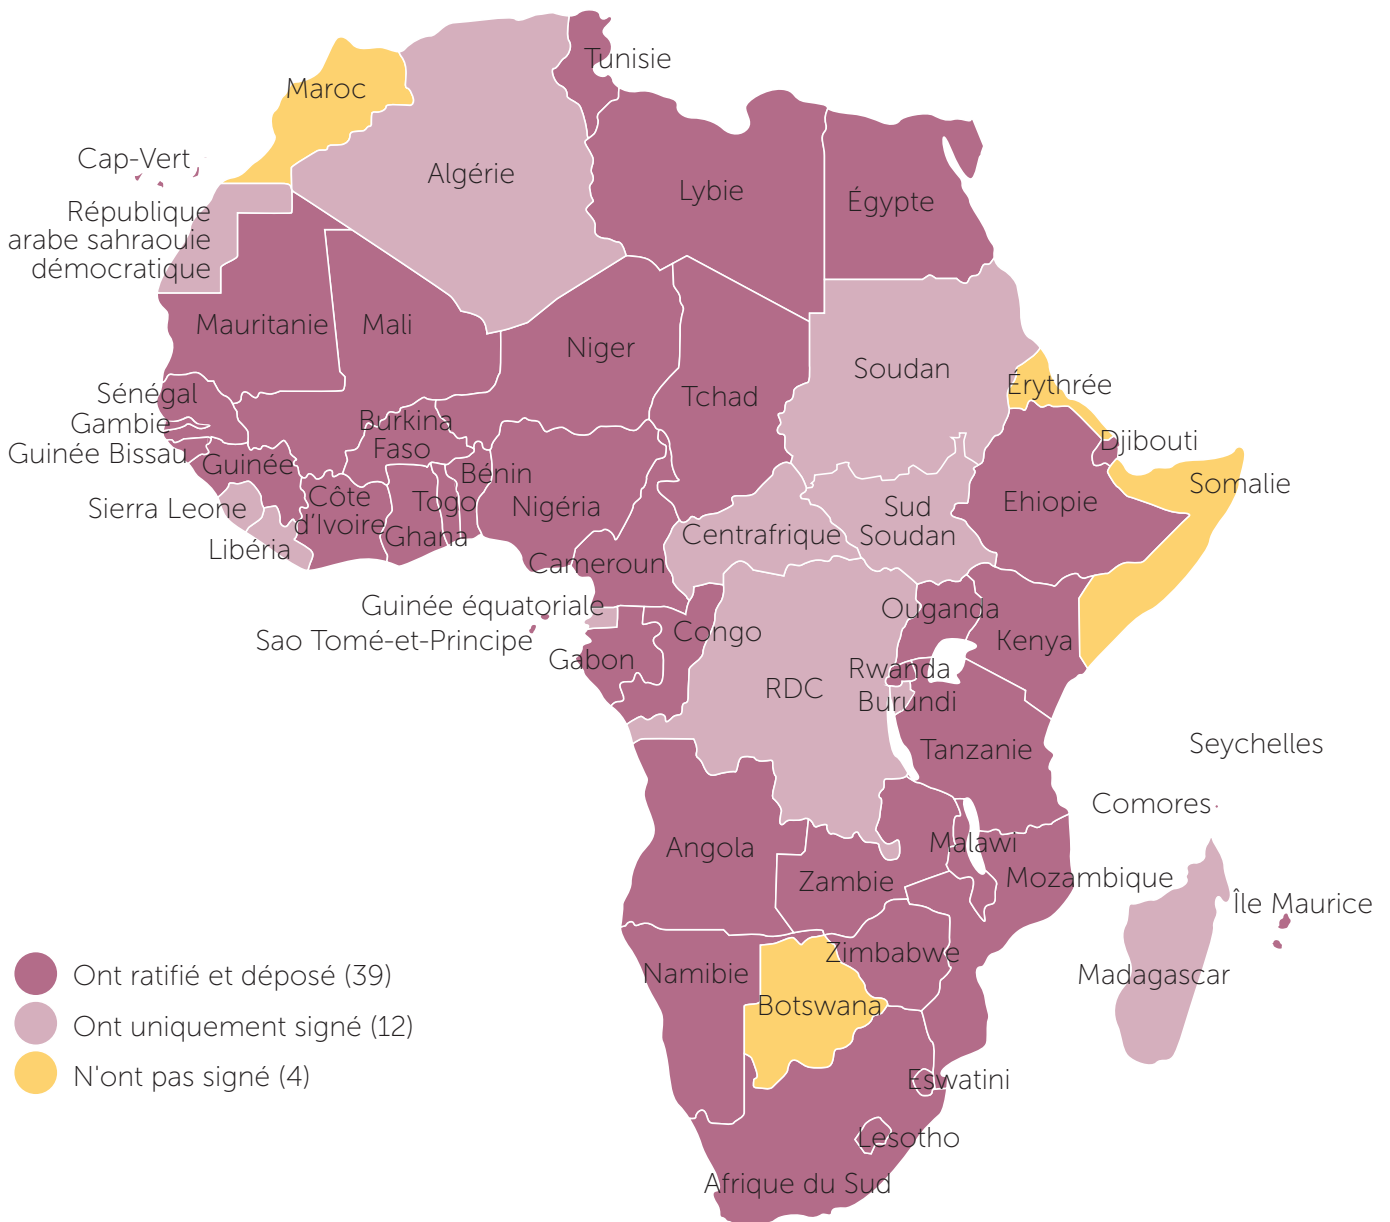 Tunisie
Maroc
Cap-Vert
Algérie
Lybie
Égypte
République
arabe sahraouie
démocratique
Mauritanie
Mali
Niger
Soudan
Érythrée
Tchad
Sénégal
Gambie
Guinée Bissau
Burkina
Faso
Djibouti
Guinée
Bénin
Somalie
Sierra Leone
Côte
d'Ivoire
Togo
Nigéria
Ehiopie
Sud
Soudan
Libéria
Ghana
Centrafrique
Cameroun
Guinée équatoriale
Sao Tomé-et-Principe
Ouganda
Congo
Kenya
Gabon
Rwanda
RDC
Burundi
Tanzanie
Seychelles
Comores
Angola
Malawi
Zambie
Mozambique
Île Maurice
Zimbabwe
Namibie
Madagascar
Botswana
Ont ratifié et déposé (39)
Ont uniquement signé (12)
N'ont pas signé (4)
Eswatini
Lesotho
Afrique du Sud